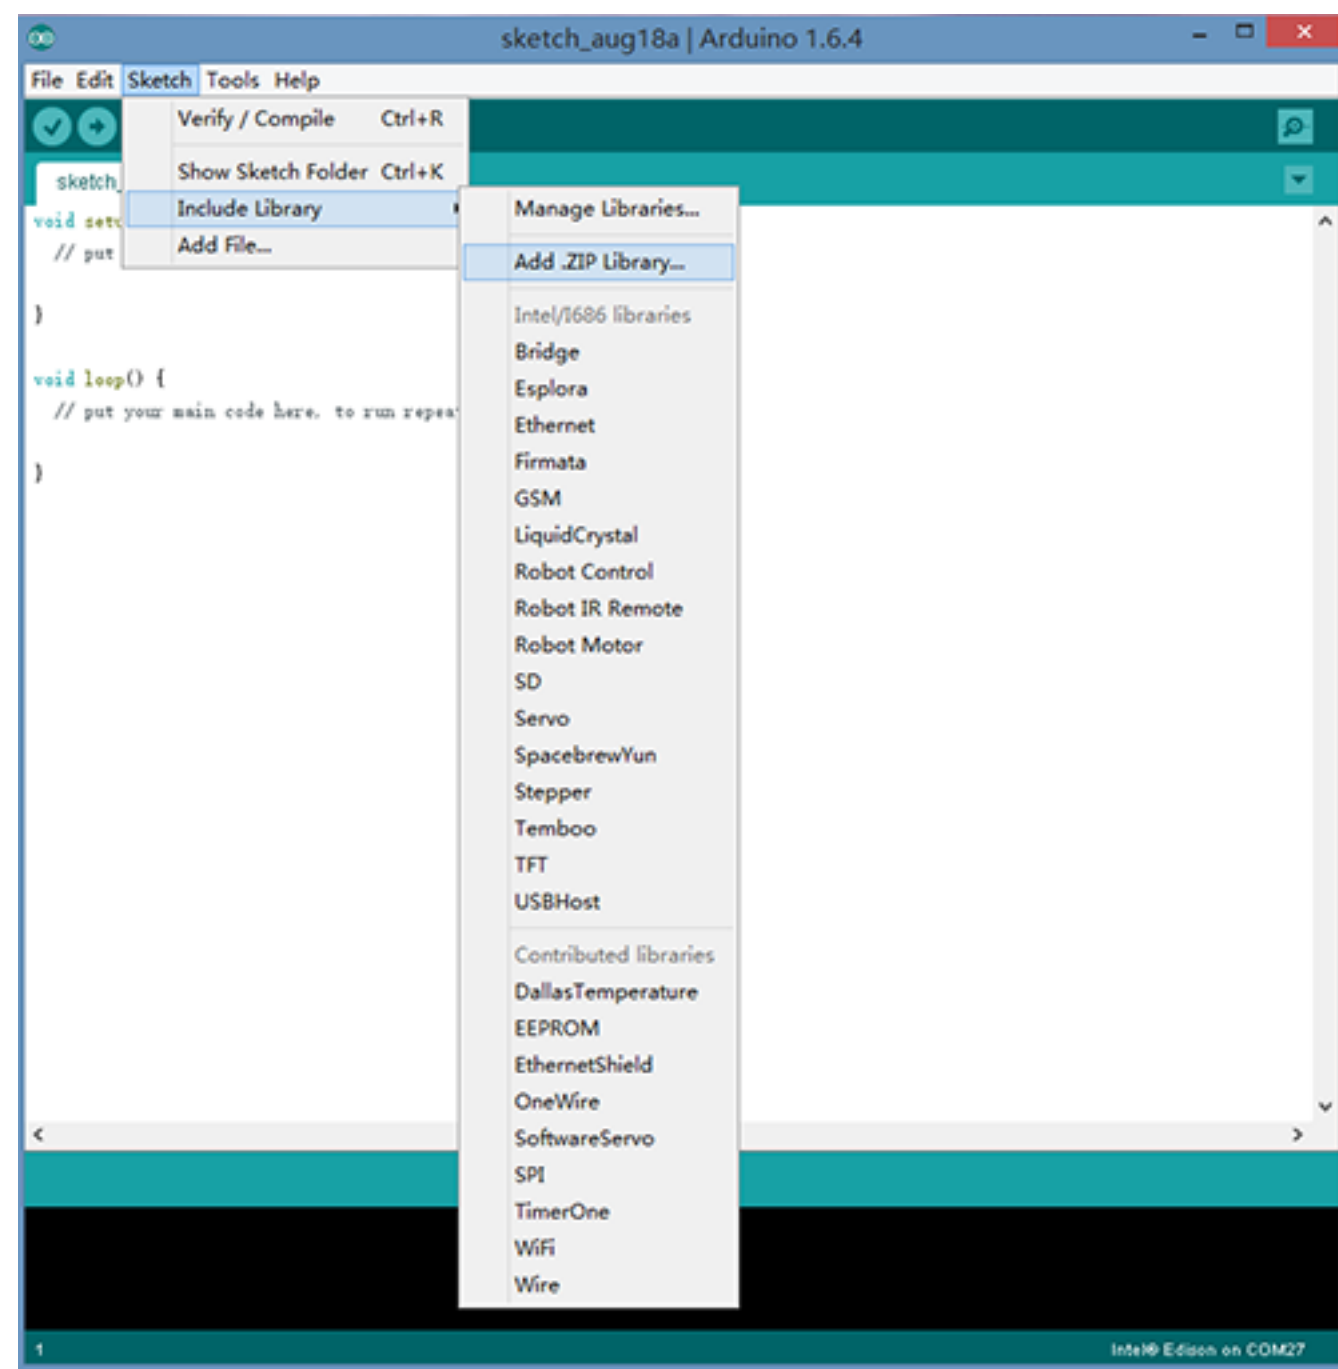 sketch_aug18a | Arduino 1.6.4
File Edit Sketch Tools Help
Verify / Compile Ctrl+R
Show Sketch Folder Ctrl+K
Include Library
Add File...
sketch_
void setu
// put
}
void loop() {
// put your main code here, to run repea
}
Manage Libraries...
Add .ZIP Library...
Intel/I686 libraries
Bridge
Esplora
Ethernet
Firmata
GSM
LiquidCrystal
Robot Control
Robot IR Remote
Robot Motor
SD
Servo
SpacebrewYun
Stepper
Temboo
TFT
USBHost
Contributed libraries
DallasTemperature
EEPROM
EthernetShield
OneWire
SoftwareServo
SPI
TimerOne
WiFi
Wire
1
Intel® Edison on COM27